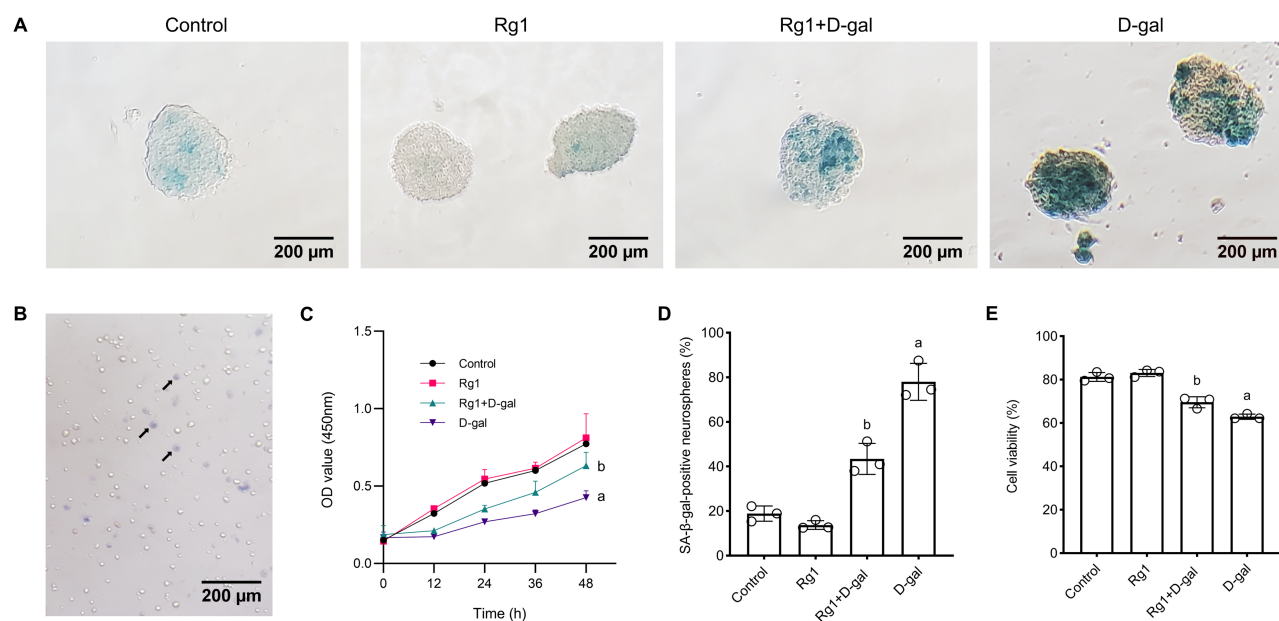 A
Control
Rg1
Rg1+D-gal
D-gal
200 µm
200 µm
200 µm
200 µm
B
200 µm
C
OD value (450nm)
1.5
1.0
0.5
0.0
Control
Rg1
Rg1+D-gal
D-gal
b
a
0
12
24
36
48
Time (h)
D
SA-β-gal-positive neurospheres (%)
100
80
60
40
20
0
b
a
Control
Rg1
Rg1+D-gal
D-gal
E
Cell viability (%)
100
80
60
40
20
0
b
a
Control
Rg1
Rg1+D-gal
D-gal